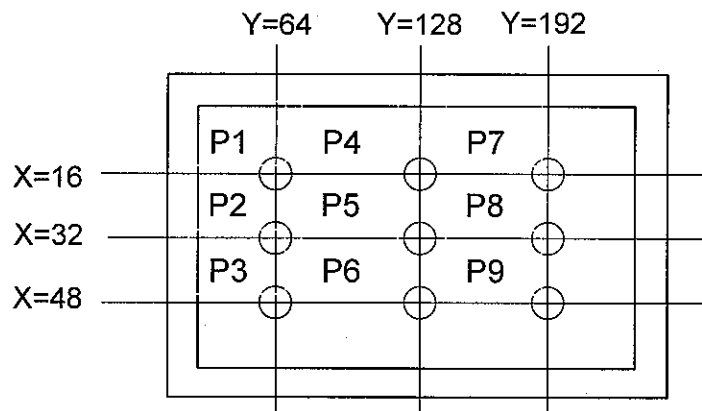 Y=64 Y=128 Y=192
P1 P4 P7
X=16
P2 P5 P8
X=32
P3 P6 P9
X=48